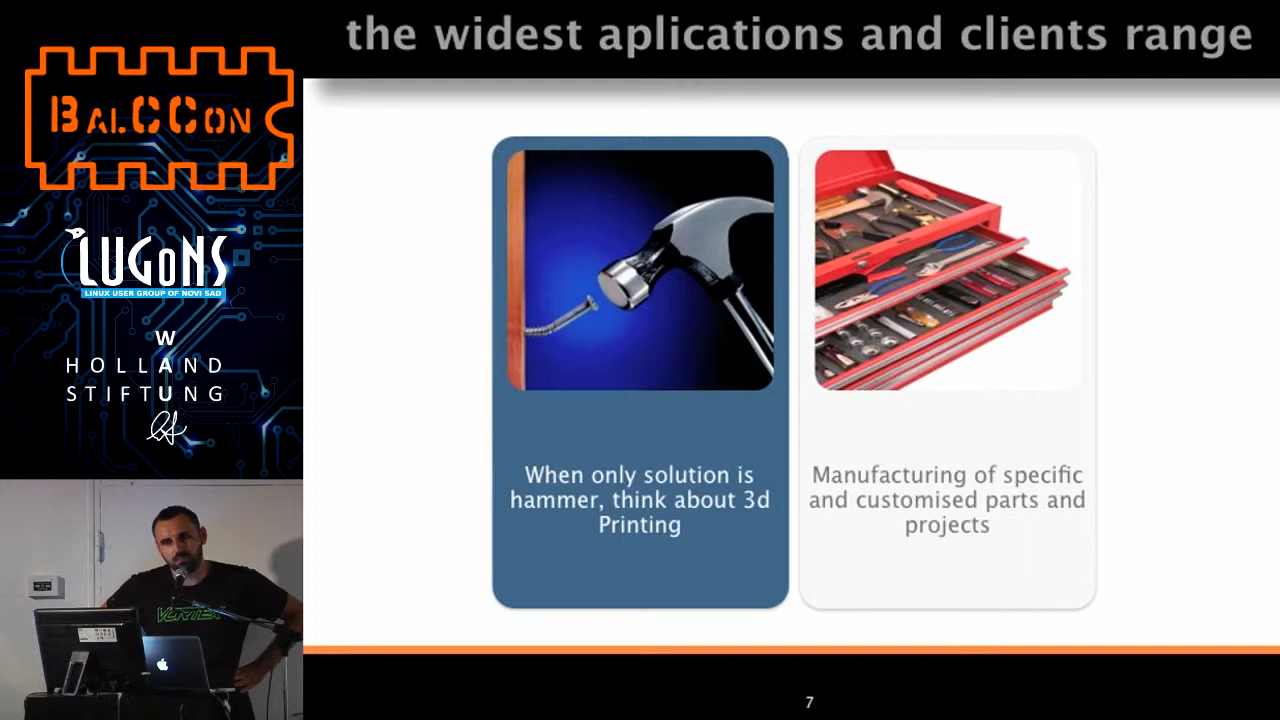 the widest aplications and clients range
BALCCON
LUGoNS
LINUX USER GROUP OF NOVI SAD
W
HOLLAND
STIFTUNG
When only solution is
hammer, think about 3d
Printing
Manufacturing of specific
and customised parts and
projects
VORTEX
7